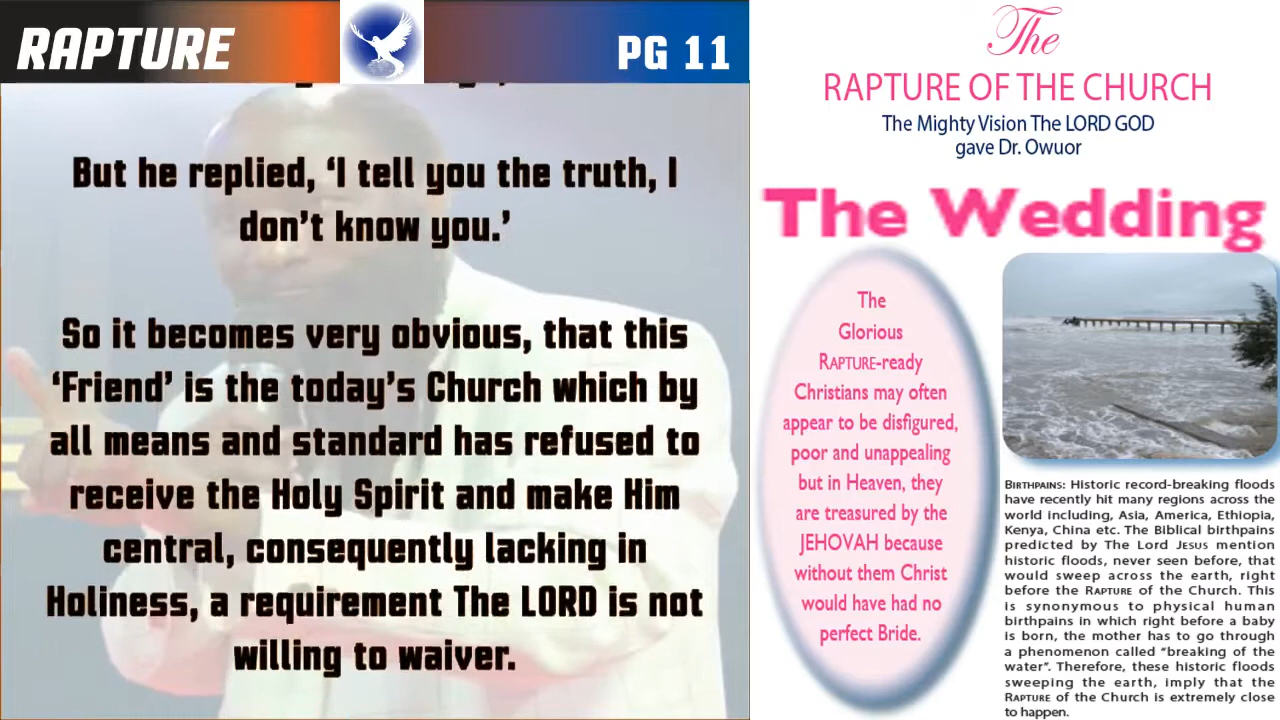 RAPTURE
PG 11
But he replied, ‘I tell you the truth, I
don’t know you.’
So it becomes very obvious, that this
‘Friend’ is the today’s Church which by
all means and standard has refused to
receive the Holy Spirit and make Him
central, consequently lacking in
Holiness, a requirement The LORD is not
willing to waiver.
The
RAPTURE OF THE CHURCH
The Mighty Vision The LORD GOD
gave Dr. Owuor
The Wedding
The
Glorious
RAPTURE-ready
Christians may often
appear to be disfigured,
poor and unappealing
but in Heaven, they
are treasured by the
JEHOVAH because
without them Christ
would have had no
perfect Bride.
BIRTHPAINS: Historic record-breaking floods
have recently hit many regions across the
world including, Asia, America, Ethiopia,
Kenya, China etc. The Biblical birthpains
predicted by The Lord JESUS mention
historic floods, never seen before, that
would sweep across the earth, right
before the RAPTURE of the Church. This
is synonymous to physical human
birthpains in which right before a baby
is born, the mother has to go through
a phenomenon called “breaking of the
water”. Therefore, these historic floods
sweeping the earth, imply that the
RAPTURE of the Church is extremely close
to happen.